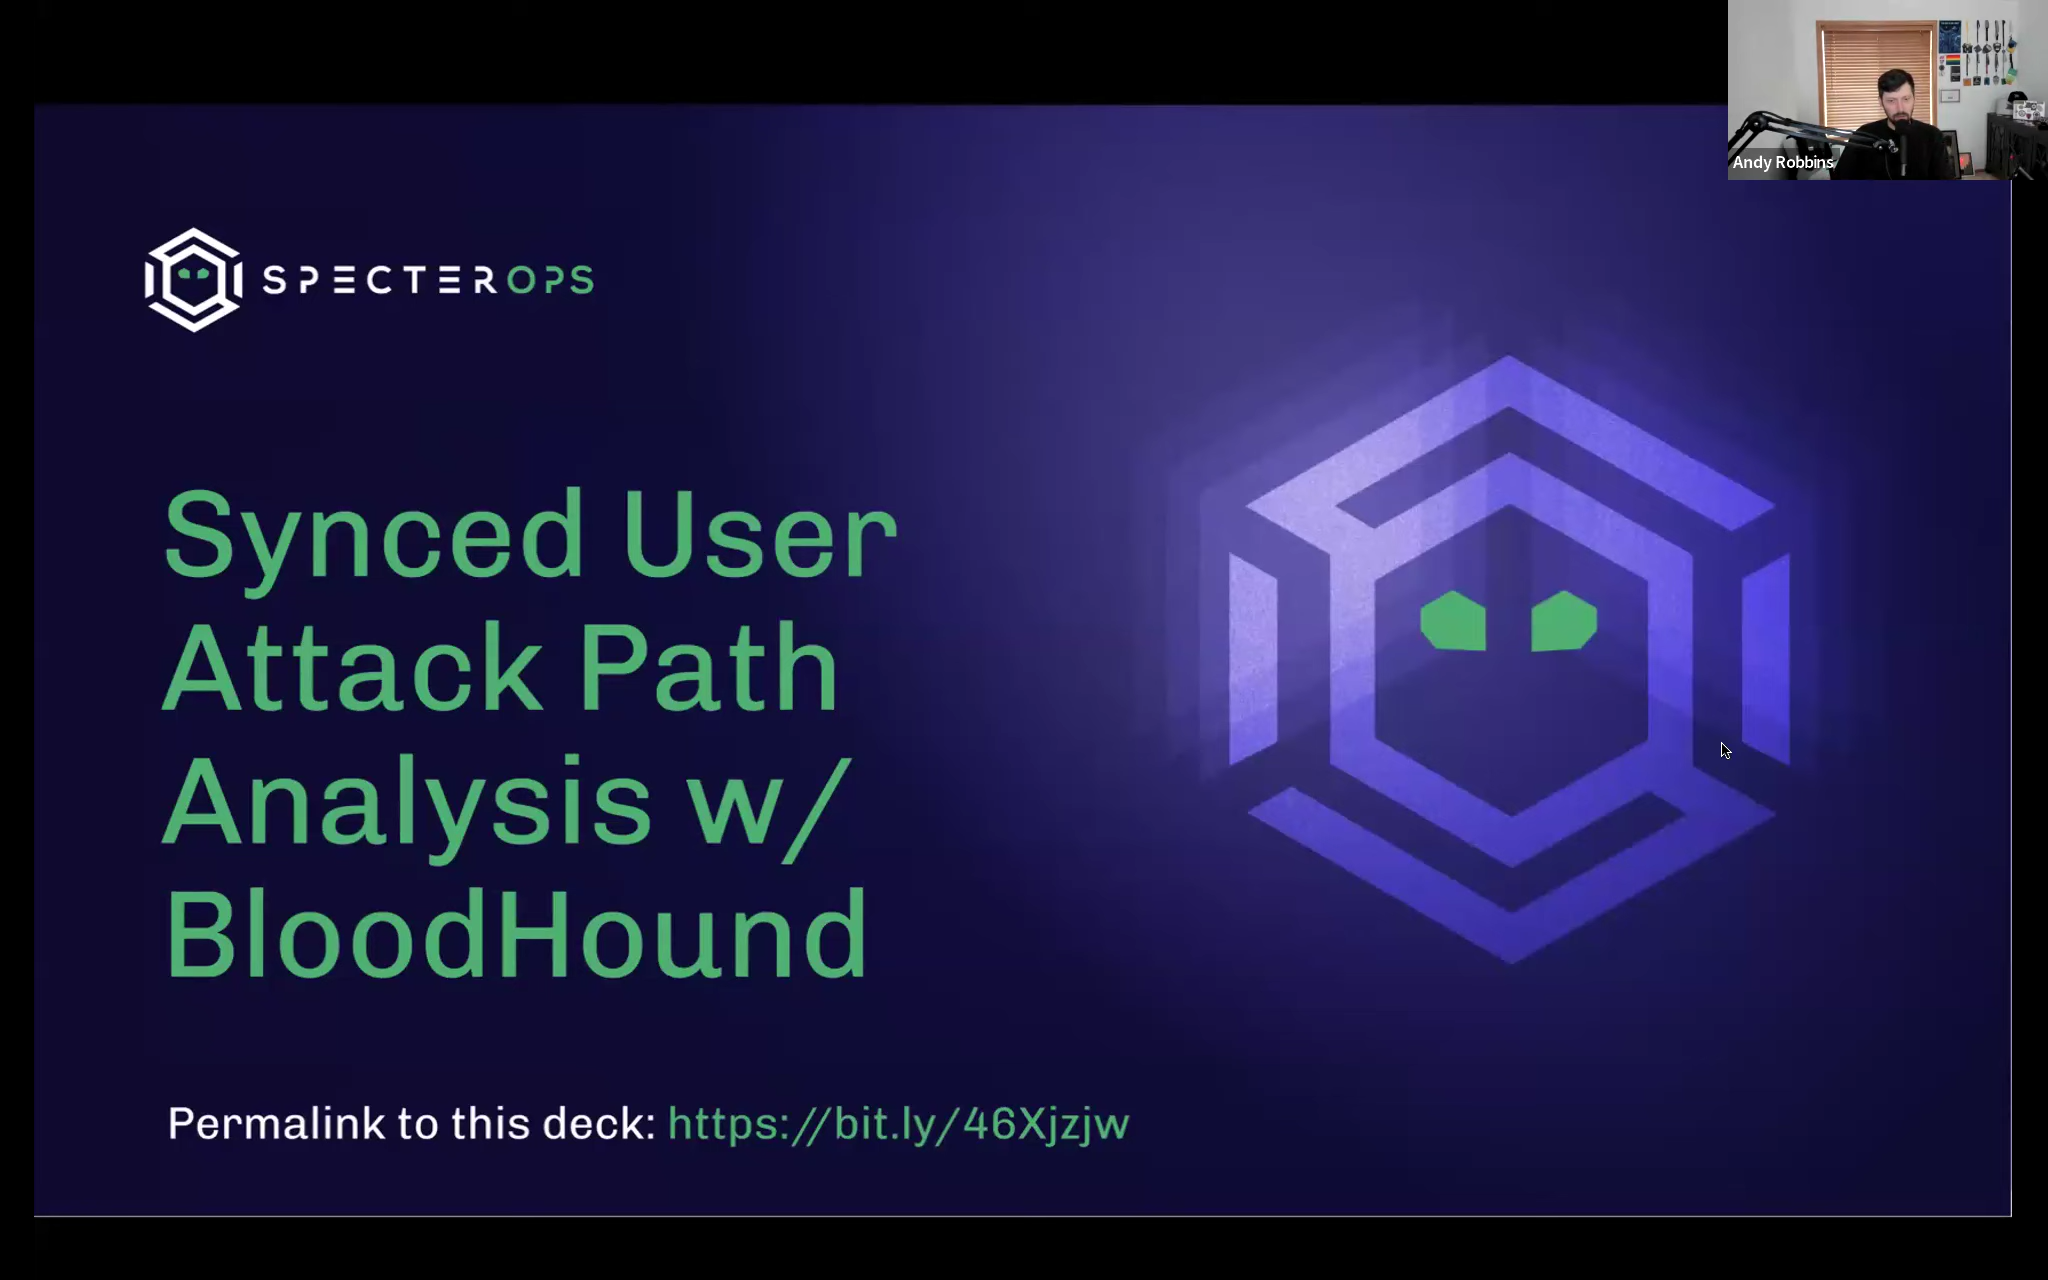 Andy Robbins
SPECTEROPS
Synced User
Attack Path
Analysis w/
BloodHound
Permalink to this deck: https://bit.ly/46Xjzjw